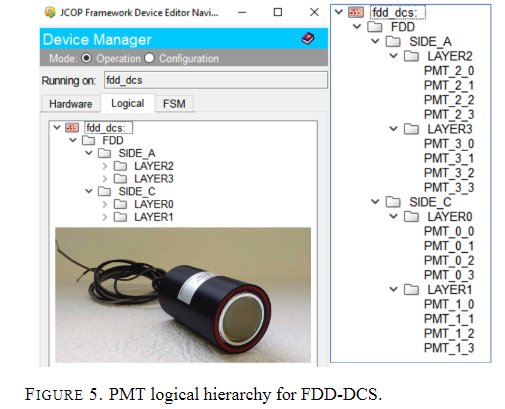 JCOP Framework Device Editor Navi...
Device Manager
Mode: Operation Configuration
Running on: fdd_dcs
Hardware Logical FSM
fdd_dcs:
FDD
SIDE_A
LAYER2
LAYER3
SIDE_C
LAYER0
LAYER1
fdd_dcs:
FDD
SIDE_A
LAYER2
PMT_2_0
PMT_2_1
PMT_2_2
PMT_2_3
LAYER3
PMT_3_0
PMT_3_1
PMT_3_2
PMT_3_3
SIDE_C
LAYER0
PMT_0_0
PMT_0_1
PMT_0_2
PMT_0_3
LAYER1
PMT_1_0
PMT_1_1
PMT_1_2
PMT_1_3
FIGURE 5. PMT logical hierarchy for FDD-DCS.